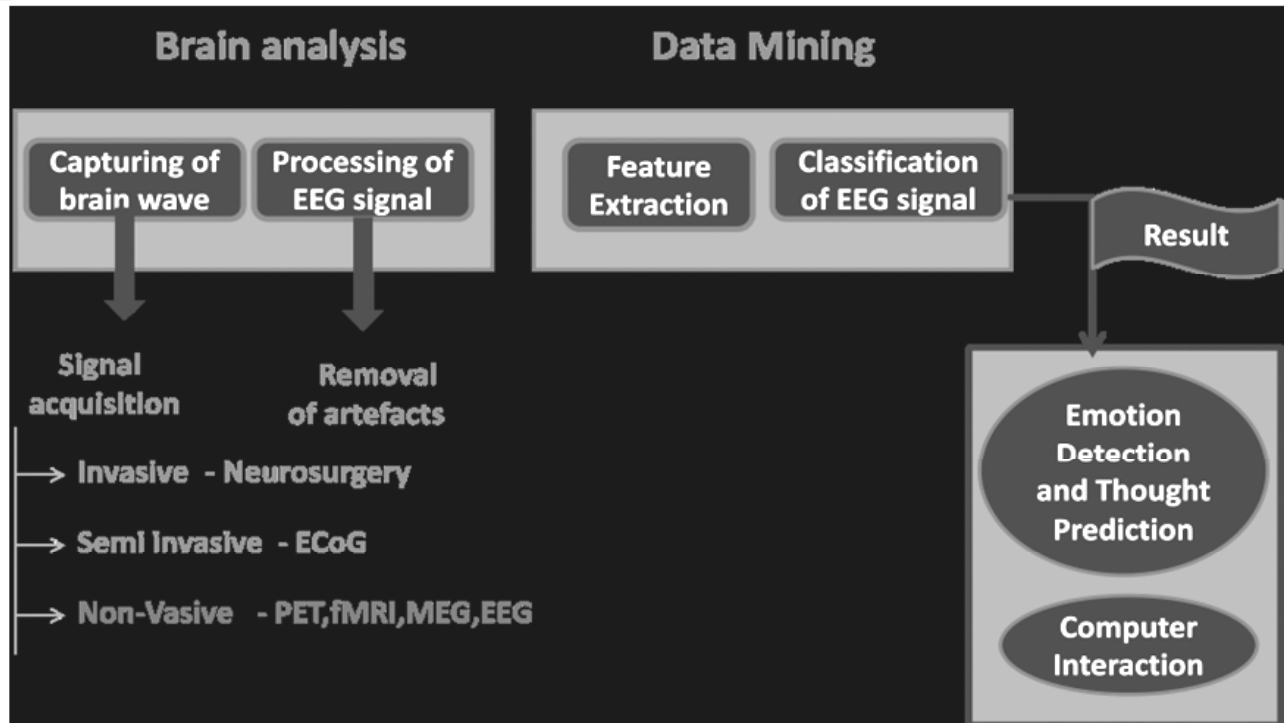 Brain analysis
Data Mining
Capturing of
brain wave
Processing of
EEG signal
Feature
Extraction
Classification
of EEG signal
Result
Signal
acquisition
Removal
of artefacts
Invasive - Neurosurgery
Semi Invasive - ECoG
Non-Vasive - PET,fMRI,MEG,EEG
Emotion
Detection
and Thought
Prediction
Computer
Interaction